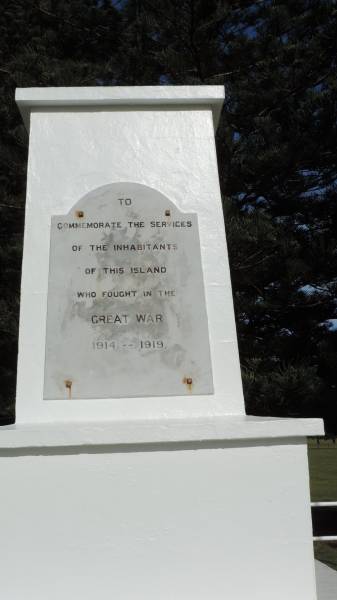 TO
COMMEMORATE THE SERVICES
OF THE INHABITANTS
OF THIS ISLAND
WHO FOUGHT IN THE
GREAT WAR
1914 -- 1919.